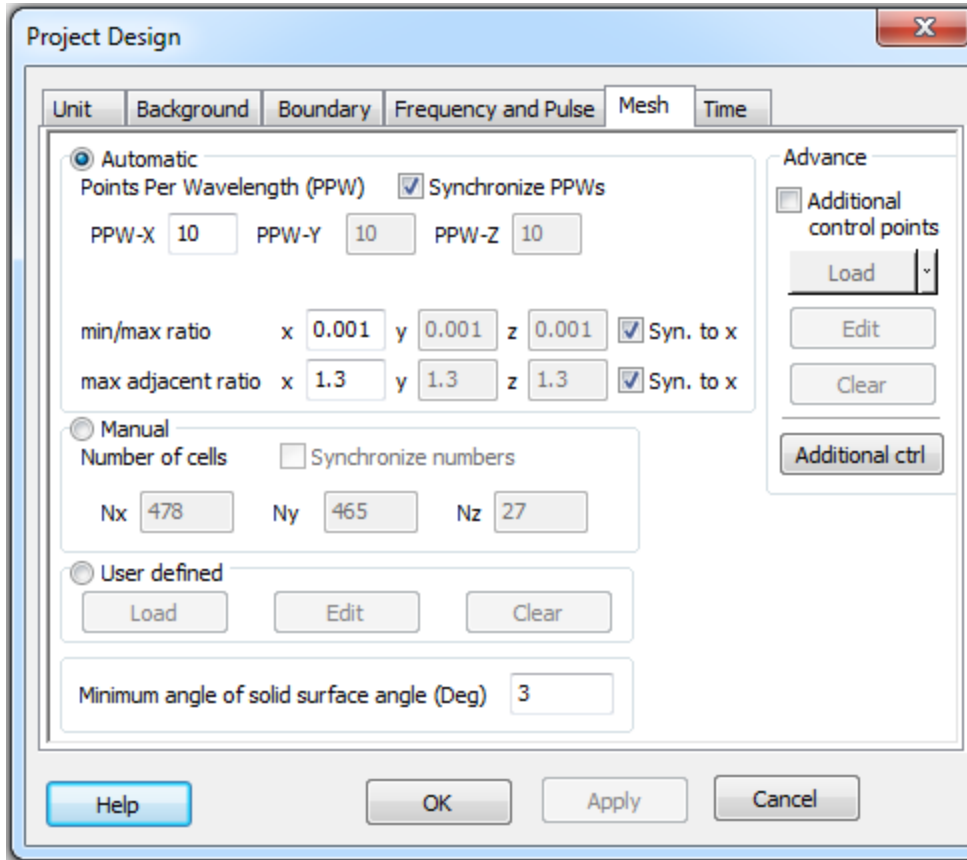 Project Design
Unit Background Boundary Frequency and Pulse Mesh Time
Automatic
Points Per Wavelength (PPW) Synchronize PPWs
PPW-X 10 PPW-Y 10 PPW-Z 10
min/max ratio x 0.001 y 0.001 z 0.001 Syn. to x
max adjacent ratio x 1.3 y 1.3 z 1.3 Syn. to x
Manual
Number of cells Synchronize numbers
Nx 478 Ny 465 Nz 27
User defined
Load Edit Clear
Minimum angle of solid surface angle (Deg) 3
Advance
Additional
control points
Load
Edit
Clear
Additional ctrl
Help OK Apply Cancel